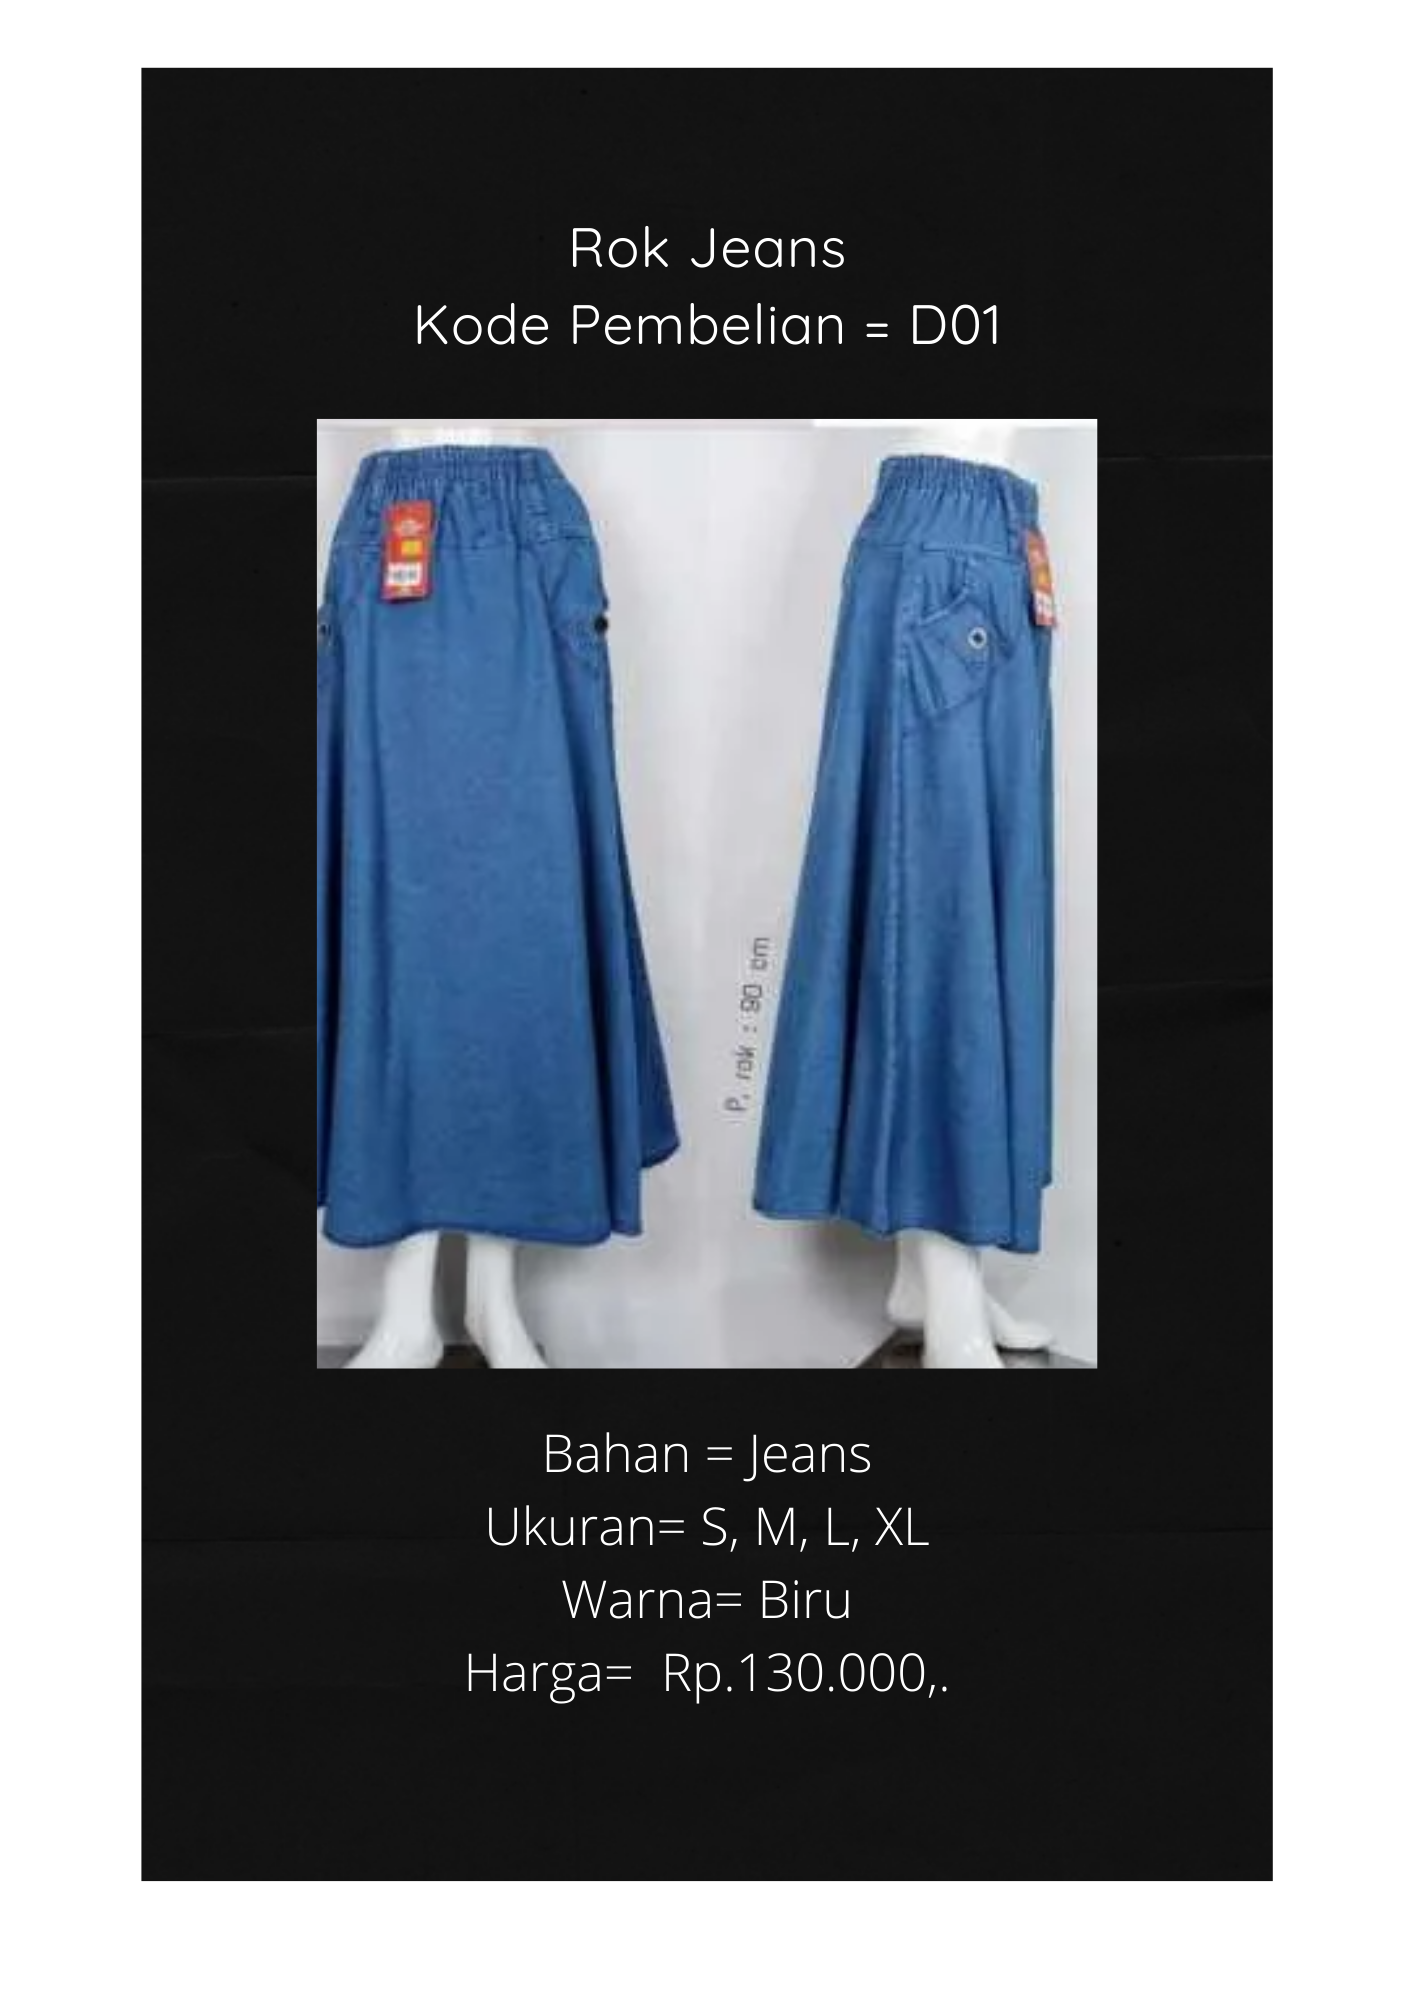 Rok Jeans
Kode Pembelian = D01
P. rok : 90 cm
Bahan = Jeans
Ukuran= S, M, L, XL
Warna= Biru
Harga=  Rp.130.000,.